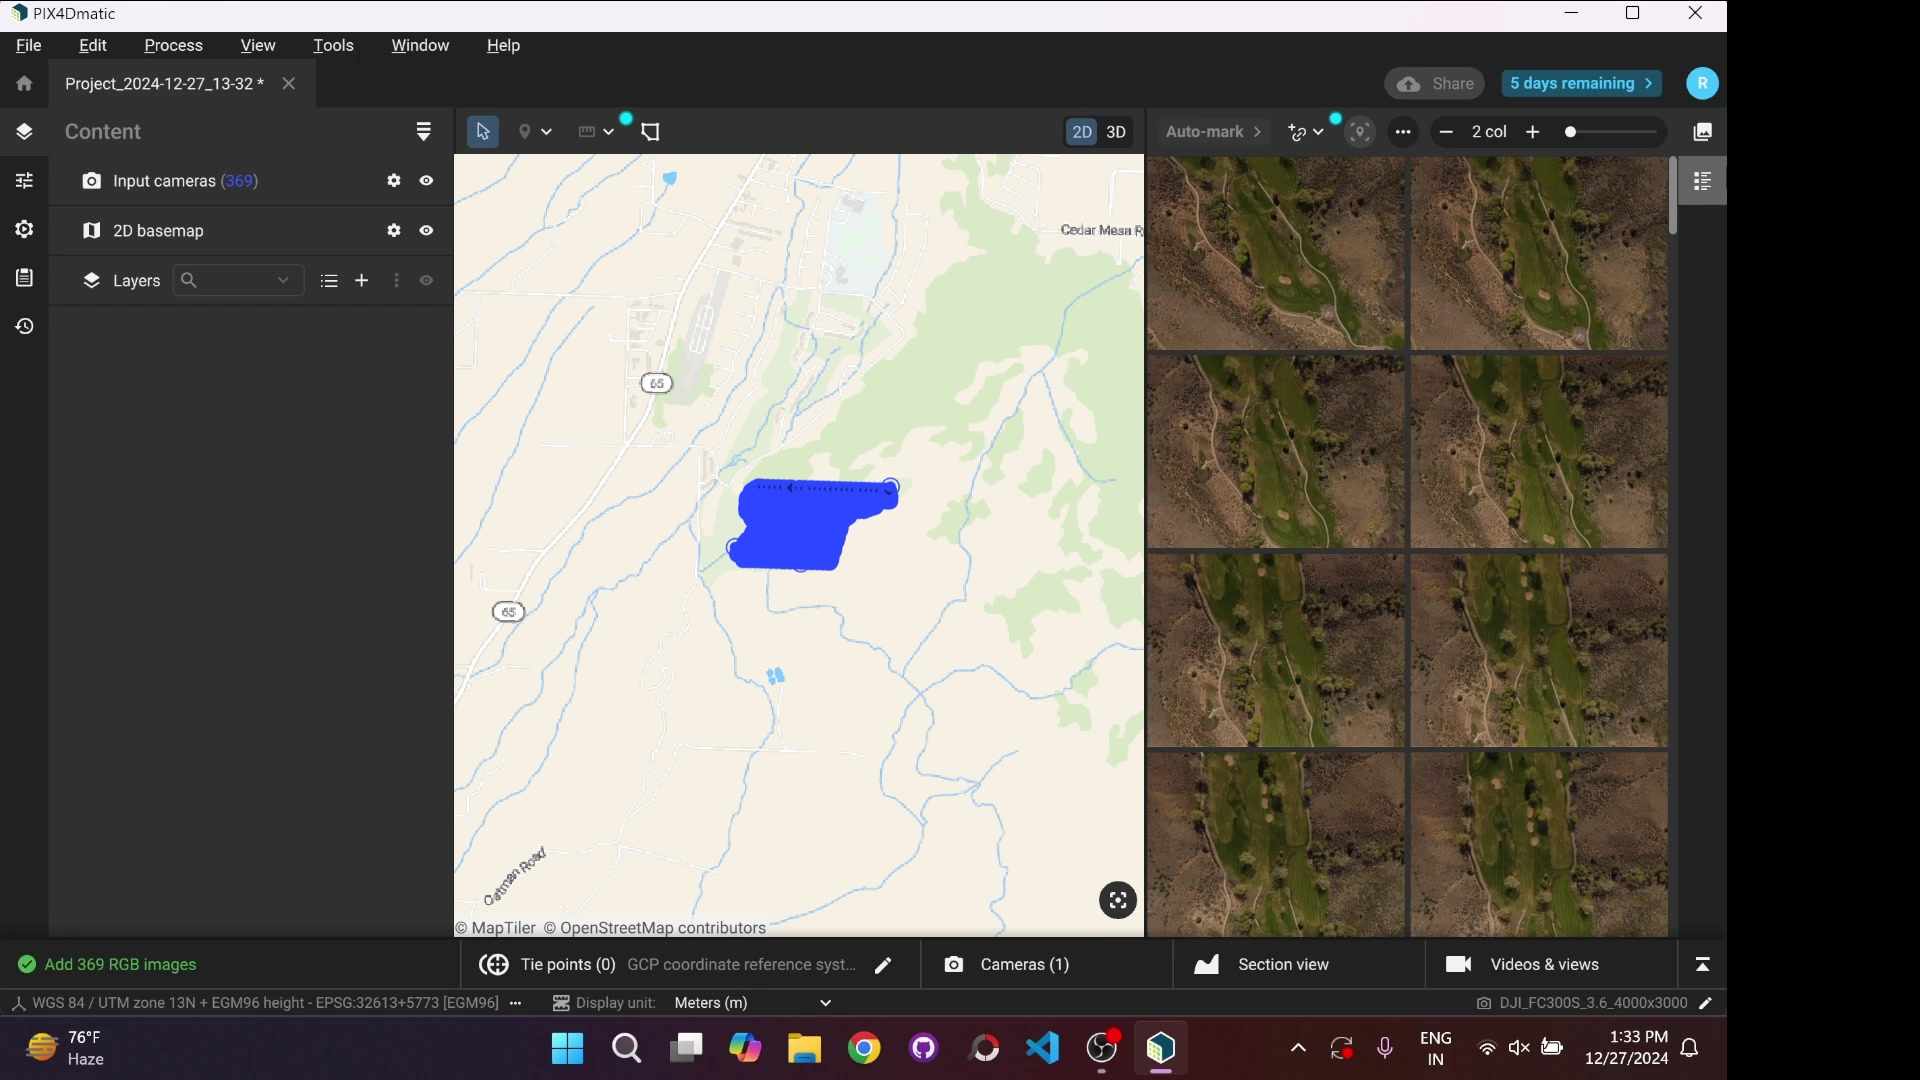 PIX4Dmatic
File Edit Process View Tools Window Help
Project_2024-12-27_13-32 *
Share
5 days remaining
R
Content
2D 3D
Auto-mark
2 col
Input cameras (369)
2D basemap
Layers
Cedar Mesa R
65
65
Oatman Road
© MapTiler © OpenStreetMap contributors
Add 369 RGB images
Tie points (0) GCP coordinate reference syst...
Cameras (1)
Section view
Videos & views
WGS 84 / UTM zone 13N + EGM96 height - EPSG:32613+5773 [EGM96]
Display unit: Meters (m)
DJI_FC300S_3.6_4000x3000
76°F
Haze
ENG
IN
1:33 PM
12/27/2024